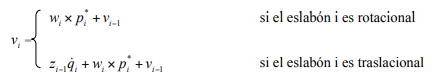 w_i × p_i^* + v_{i-1} si el eslabón i es rotacional
v_i =
z_{i-1} q̇_i + w_i × p_i^* + v_{i-1} si el eslabón i es traslacional